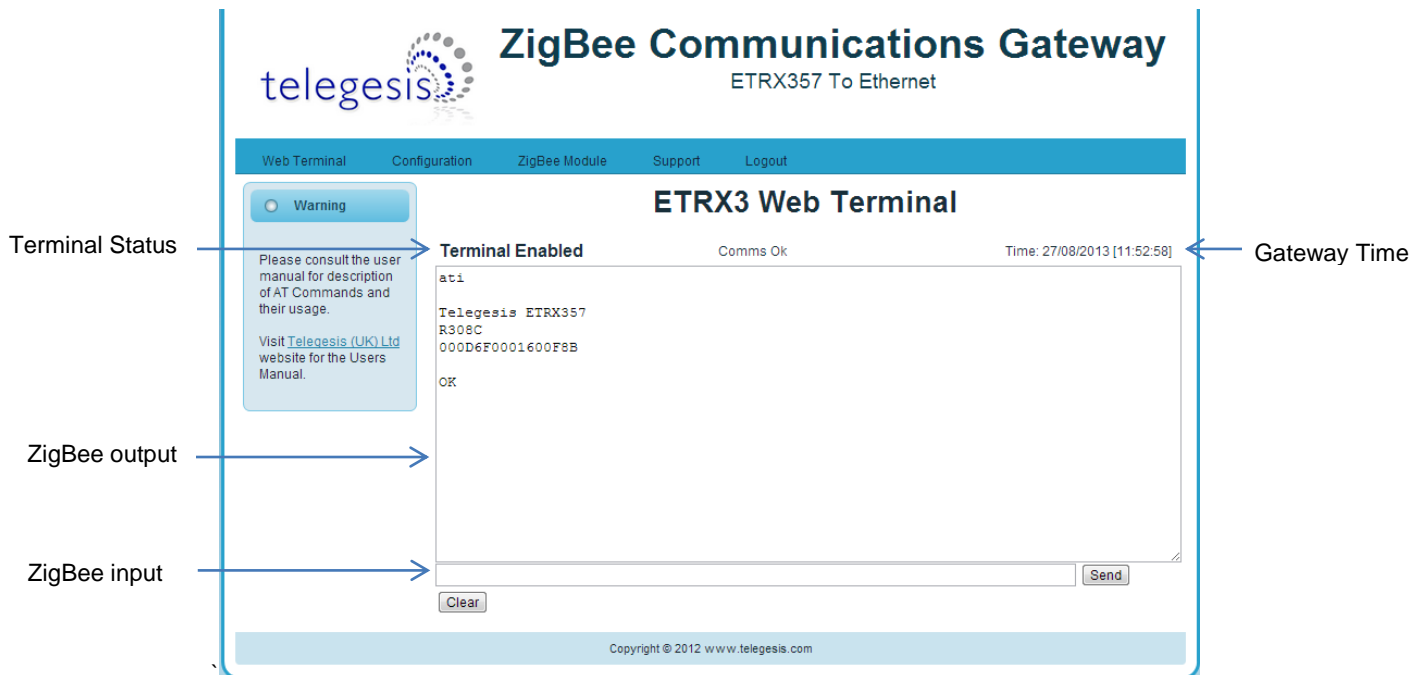 telegesis
ZigBee Communications Gateway
ETRX357 To Ethernet
Web Terminal Configuration ZigBee Module Support Logout
Warning
Please consult the user
manual for description
of AT Commands and
their usage.
Visit Telegesis (UK) Ltd
website for the Users
Manual.
ETRX3 Web Terminal
Terminal Status
Terminal Enabled Comms Ok Time: 27/08/2013 [11:52:58]
Gateway Time
ati
Telegesis ETRX357
R308C
000D6F0001600F8B
OK
ZigBee output
ZigBee input
Send
Clear
Copyright © 2012 www.telegesis.com
`